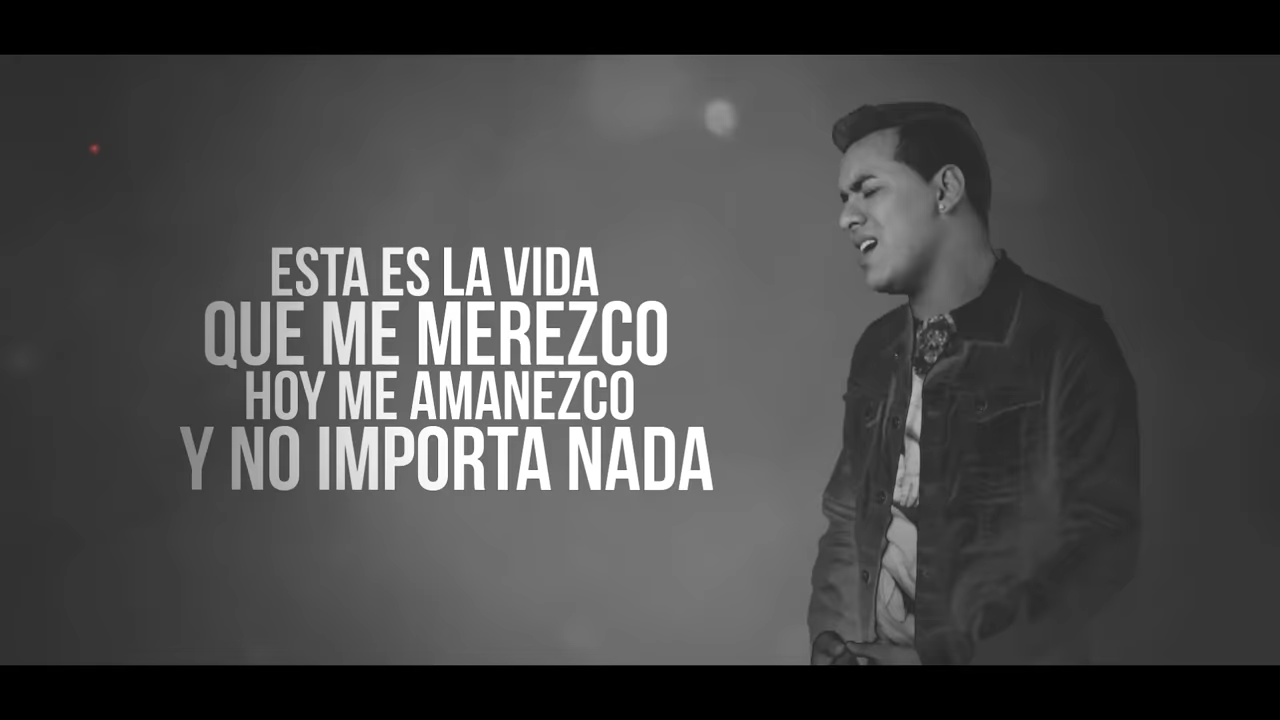 ESTA ES LA VIDA
QUE ME MEREZCO
HOY ME AMANEZCO
Y NO IMPORTA NADA